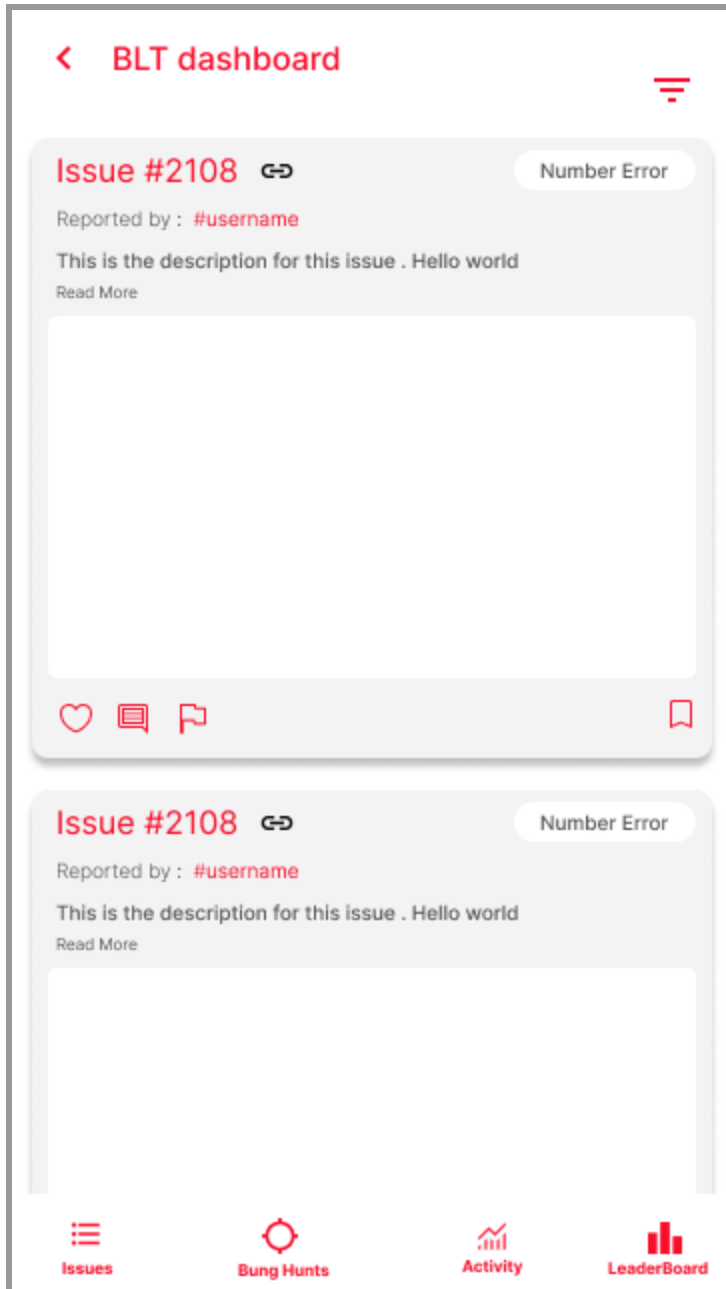 BLT dashboard
Issue #2108
Number Error
Reported by : #username
This is the description for this issue . Hello world
Read More
Issue #2108
Number Error
Reported by : #username
This is the description for this issue . Hello world
Read More
Issues
Bung Hunts
Activity
LeaderBoard